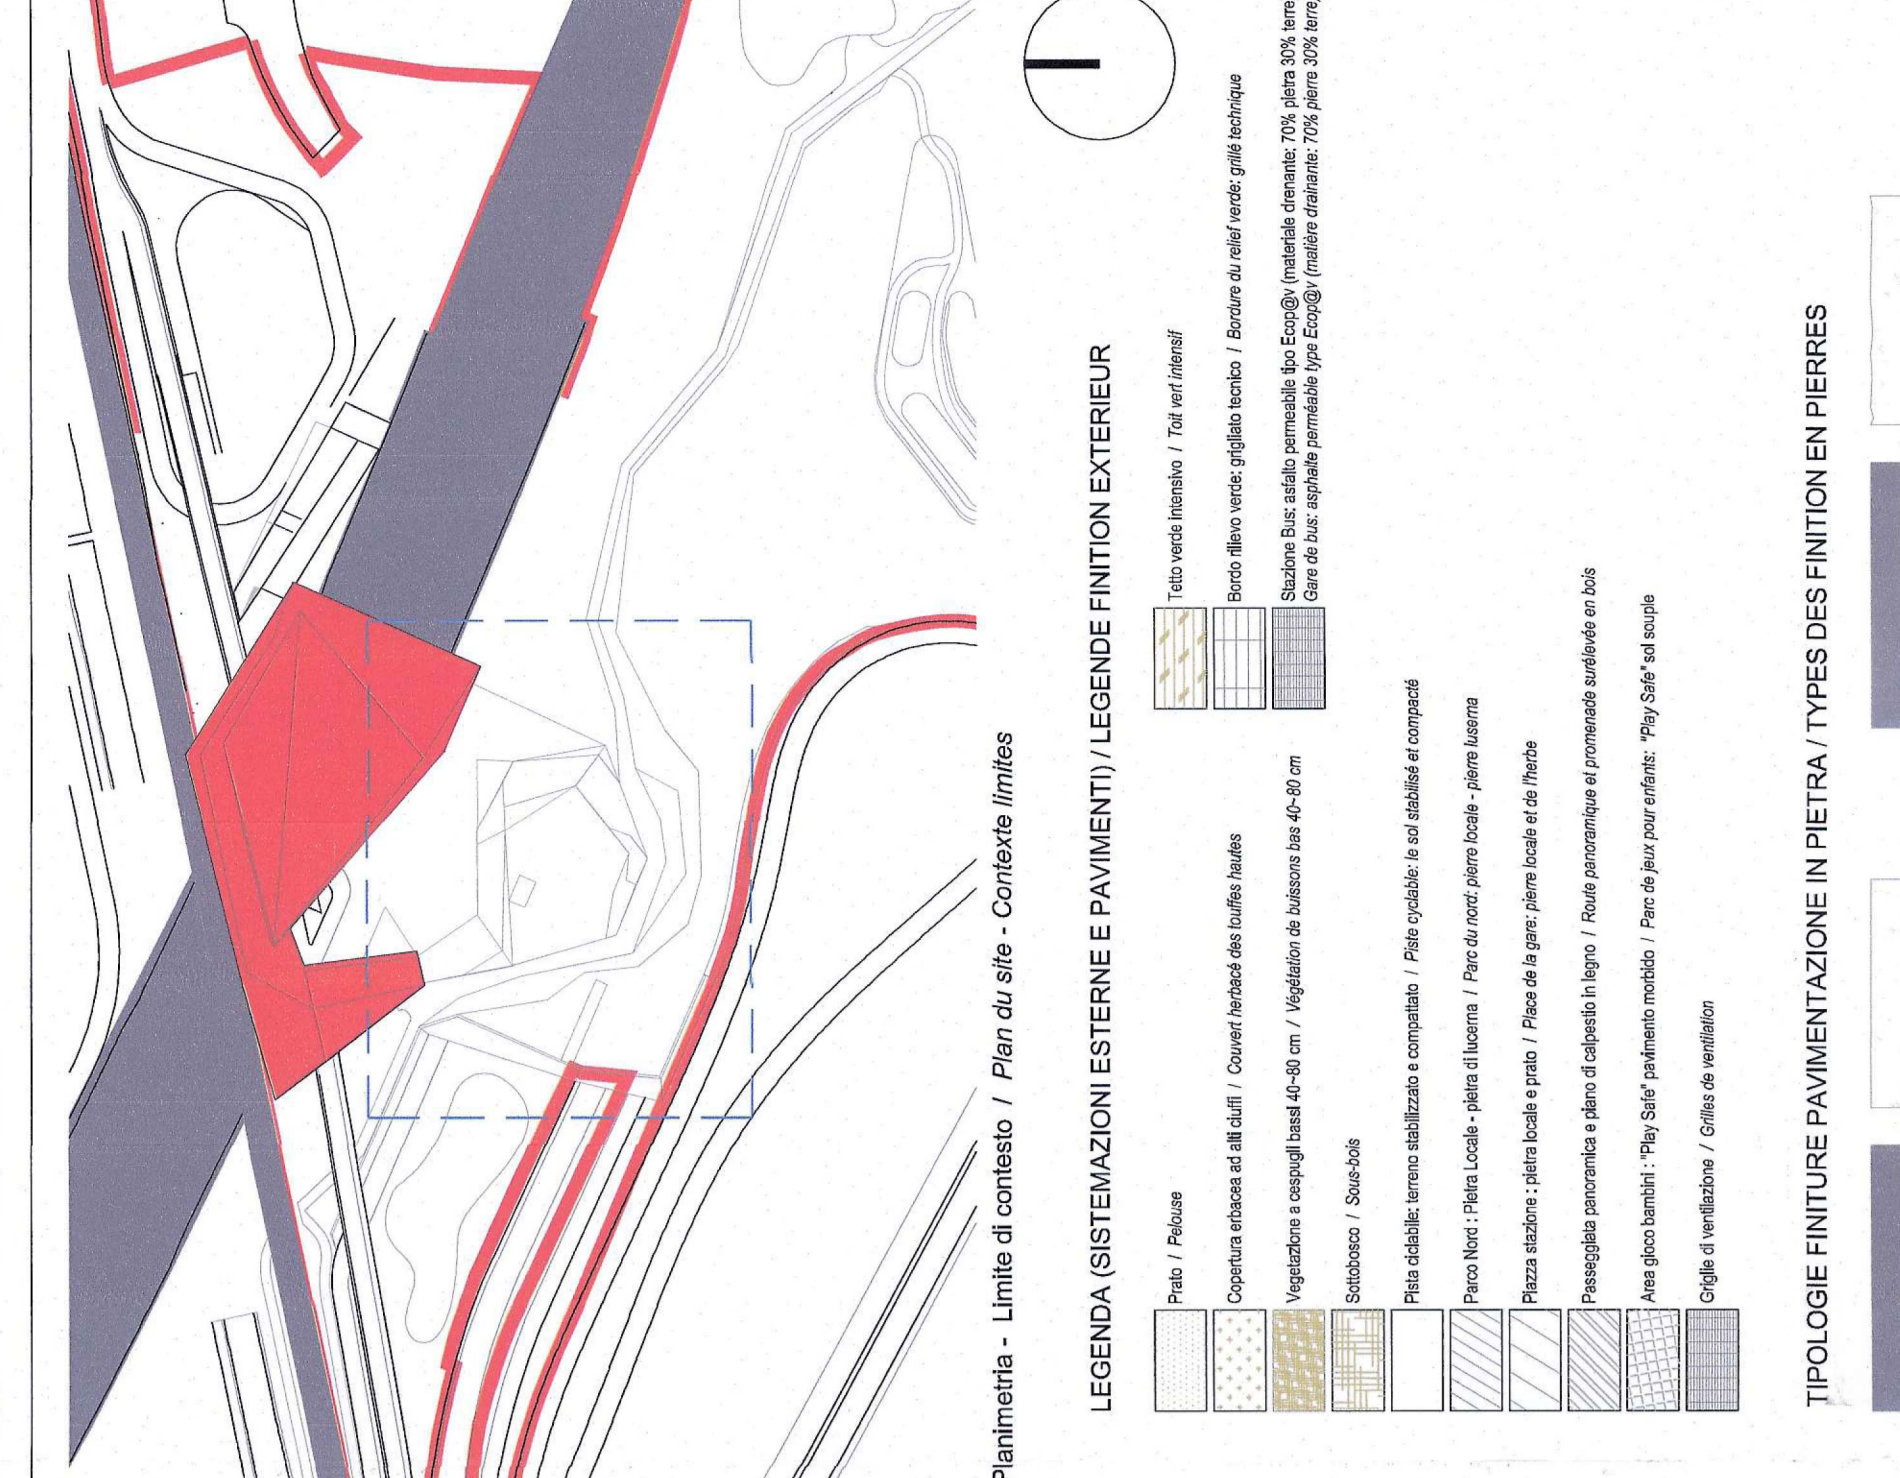 Planimetria - Limite di contesto / Plan du site - Contexte limites
LEGENDA (SISTEMAZIONI ESTERNE E PAVIMENTI) / LEGENDE FINITION EXTERIEUR
Prato / Pelouse
Copertura erbacea ad alti ciuffi / Couvert herbacé des touffes hautes
Vegetazione a cespugli bassi 40~80 cm / Végétation de buissons bas 40~80 cm
Sottobosco / Sous-bois
Pista ciclabile: terreno stabilizzato e compattato / Piste cyclable: le sol stabilisé et compacté
Parco Nord : Pietra Locale - pietra di lucerna / Parc du nord: pierre locale - pierre luserna
Piazza stazione : pietra locale e prato / Place de la gare: pierre locale et de l'herbe
Passeggiata panoramica e piano di calpestio in legno / Route panoramique et promenade surélevée en bois
Area gioco bambini : "Play Safe" pavimento morbido / Parc de jeux pour enfants: "Play Safe" sol souple
Griglie di ventilazione / Grilles de ventilation
Tetto verde intensivo / Toit vert intensif
Bordo rilievo verde: grigliato tecnico / Bordure du relief verde: grillé technique
Stazione Bus: asfalto permeabile tipo Ecop@v (materiale drenante: 70% pietra 30% terre
Gare de bus: asphalte perméable type Ecop@v (matière drainante: 70% pierre 30% terre,
TIPOLOGIE FINITURE PAVIMENTAZIONE IN PIETRA / TYPES DES FINITION EN PIERRES